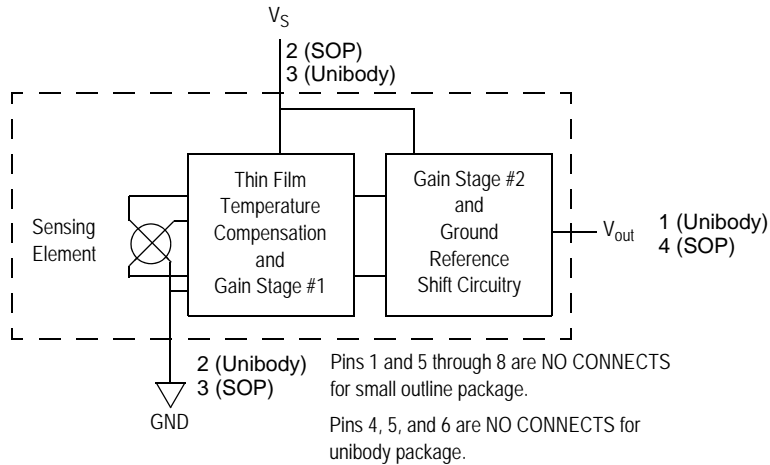 V_S
2 (SOP)
3 (Unibody)
Sensing
Element
Thin Film
Temperature
Compensation
and
Gain Stage #1
Gain Stage #2
and
Ground
Reference
Shift Circuitry
V_out
1 (Unibody)
4 (SOP)
2 (Unibody)
3 (SOP)
GND
Pins 1 and 5 through 8 are NO CONNECTS
for small outline package.
Pins 4, 5, and 6 are NO CONNECTS for
unibody package.